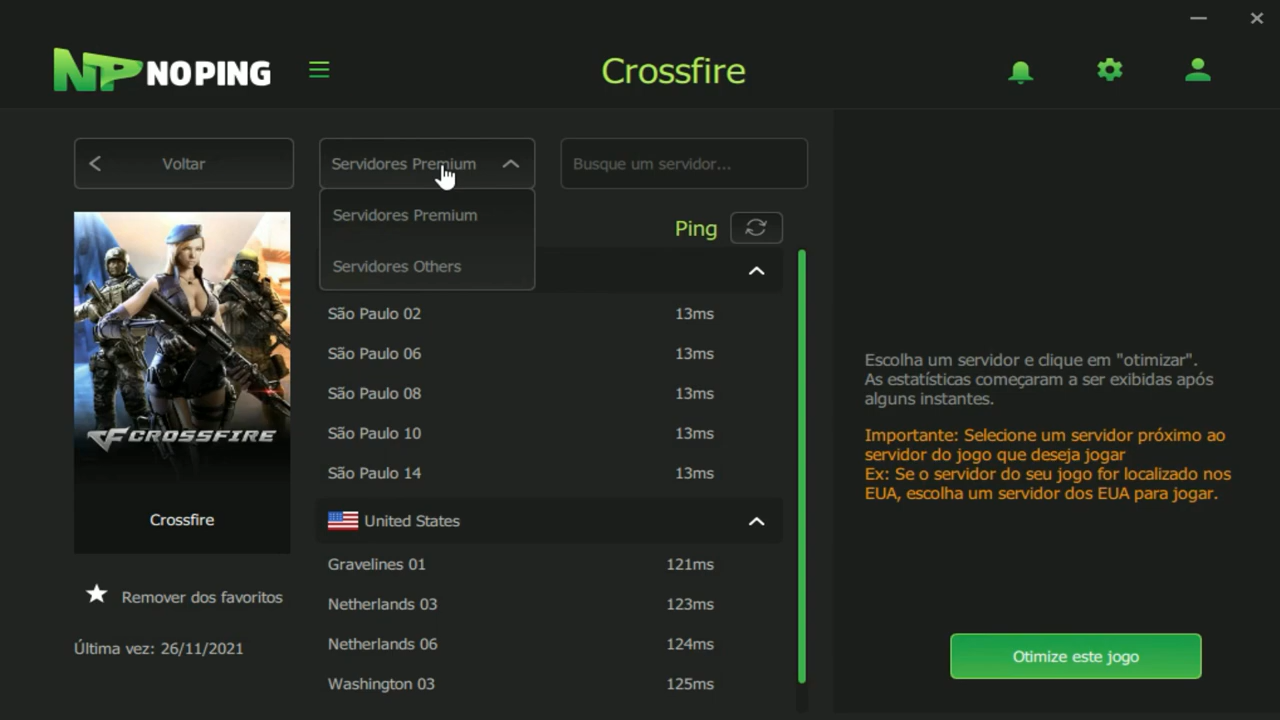 NP NOPING
Crossfire
Voltar
Servidores Premium
Busque um servidor...
Servidores Premium
Servidores Others
Ping
São Paulo 02 13ms
São Paulo 06 13ms
São Paulo 08 13ms
São Paulo 10 13ms
São Paulo 14 13ms
United States
Gravelines 01 121ms
Netherlands 03 123ms
Netherlands 06 124ms
Washington 03 125ms
CF CROSSFIRE
Crossfire
Remover dos favoritos
Última vez: 26/11/2021
Escolha um servidor e clique em "otimizar".
As estatísticas começaram a ser exibidas após
alguns instantes.
Importante: Selecione um servidor próximo ao
servidor do jogo que deseja jogar
Ex: Se o servidor do seu jogo for localizado nos
EUA, escolha um servidor dos EUA para jogar.
Otimize este jogo